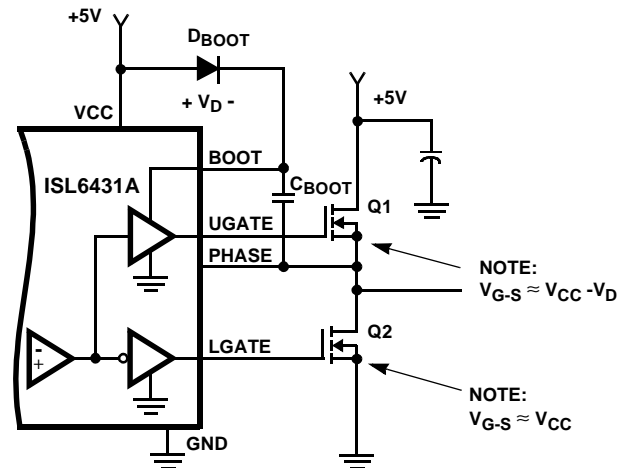 +5V
DBOOT
+ VD -
+5V
VCC
BOOT
CBOOT
ISL6431A
Q1
UGATE
PHASE
NOTE:
VG-S ≈ VCC -VD
Q2
LGATE
-
+
NOTE:
VG-S ≈ VCC
GND